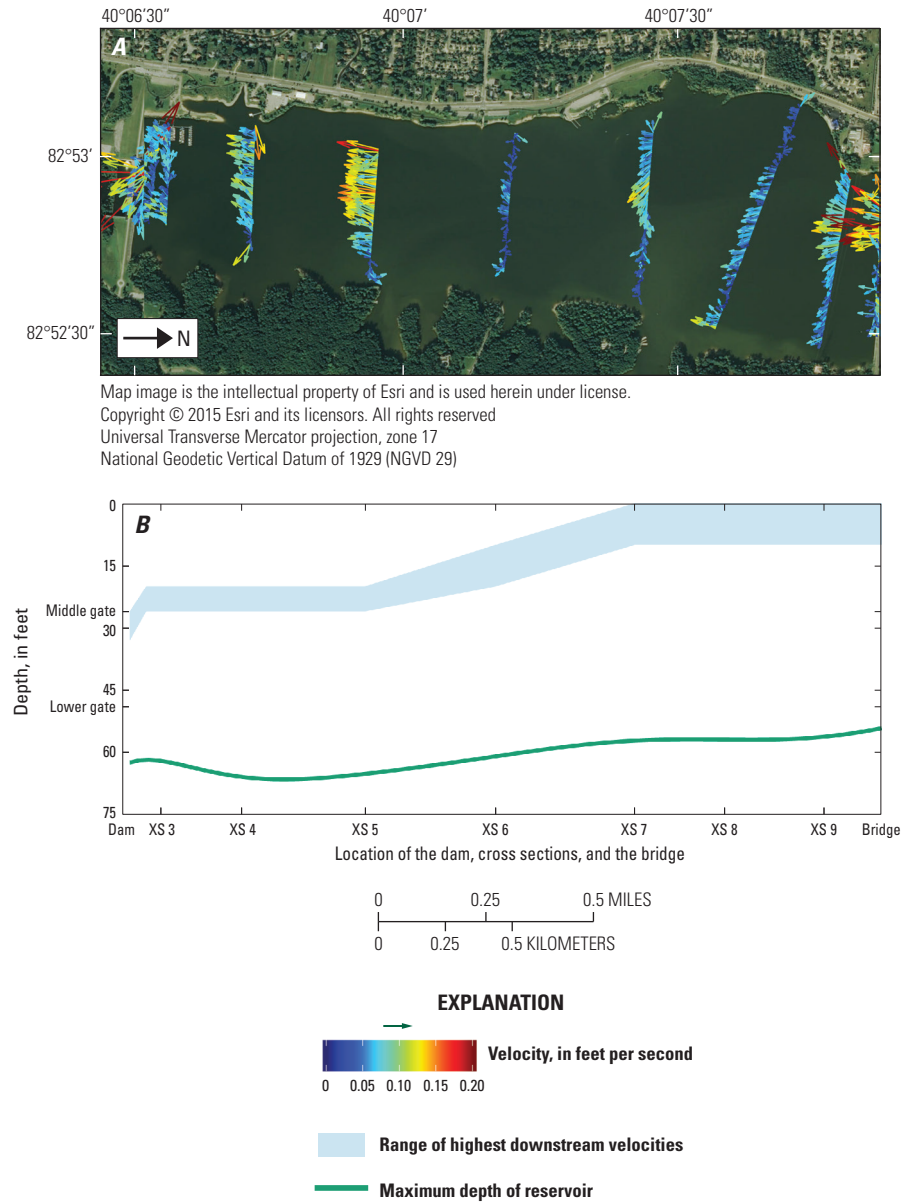 40°06'30" 40°07' 40°07'30"
A
82°53'
82°52'30"
N
Map image is the intellectual property of Esri and is used herein under license.
Copyright © 2015 Esri and its licensors. All rights reserved
Universal Transverse Mercator projection, zone 17
National Geodetic Vertical Datum of 1929 (NGVD 29)
B
Depth, in feet
0
15
Middle gate
30
45
Lower gate
60
75
Dam XS 3 XS 4 XS 5 XS 6 XS 7 XS 8 XS 9 Bridge
Location of the dam, cross sections, and the bridge
0 0.25 0.5 MILES
0 0.25 0.5 KILOMETERS
EXPLANATION
Velocity, in feet per second
0 0.05 0.10 0.15 0.20
Range of highest downstream velocities
Maximum depth of reservoir